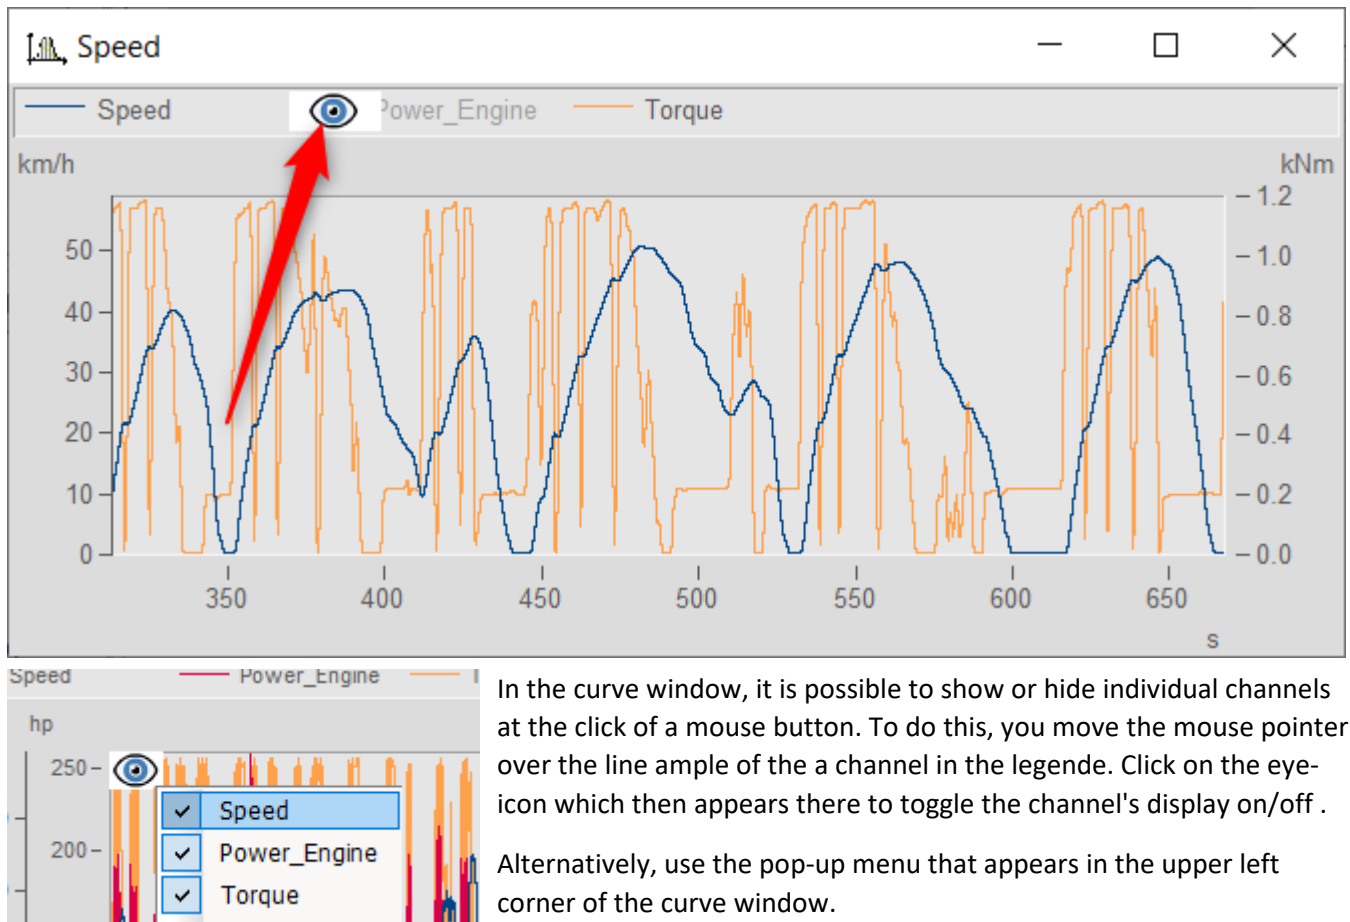 Speed
Speed Power_Engine Torque
km/h kNm
1.2
50 1.0
40 0.8
30 0.6
20 0.4
10 0.2
0 0.0
350 400 450 500 550 600 650
s
Speed Power_Engine
hp
250
Speed
200 Power_Engine
Torque
In the curve window, it is possible to show or hide individual channels
at the click of a mouse button. To do this, you move the mouse pointer
over the line ample of the a channel in the legende. Click on the eye-
icon which then appears there to toggle the channel's display on/off .
Alternatively, use the pop-up menu that appears in the upper left
corner of the curve window.